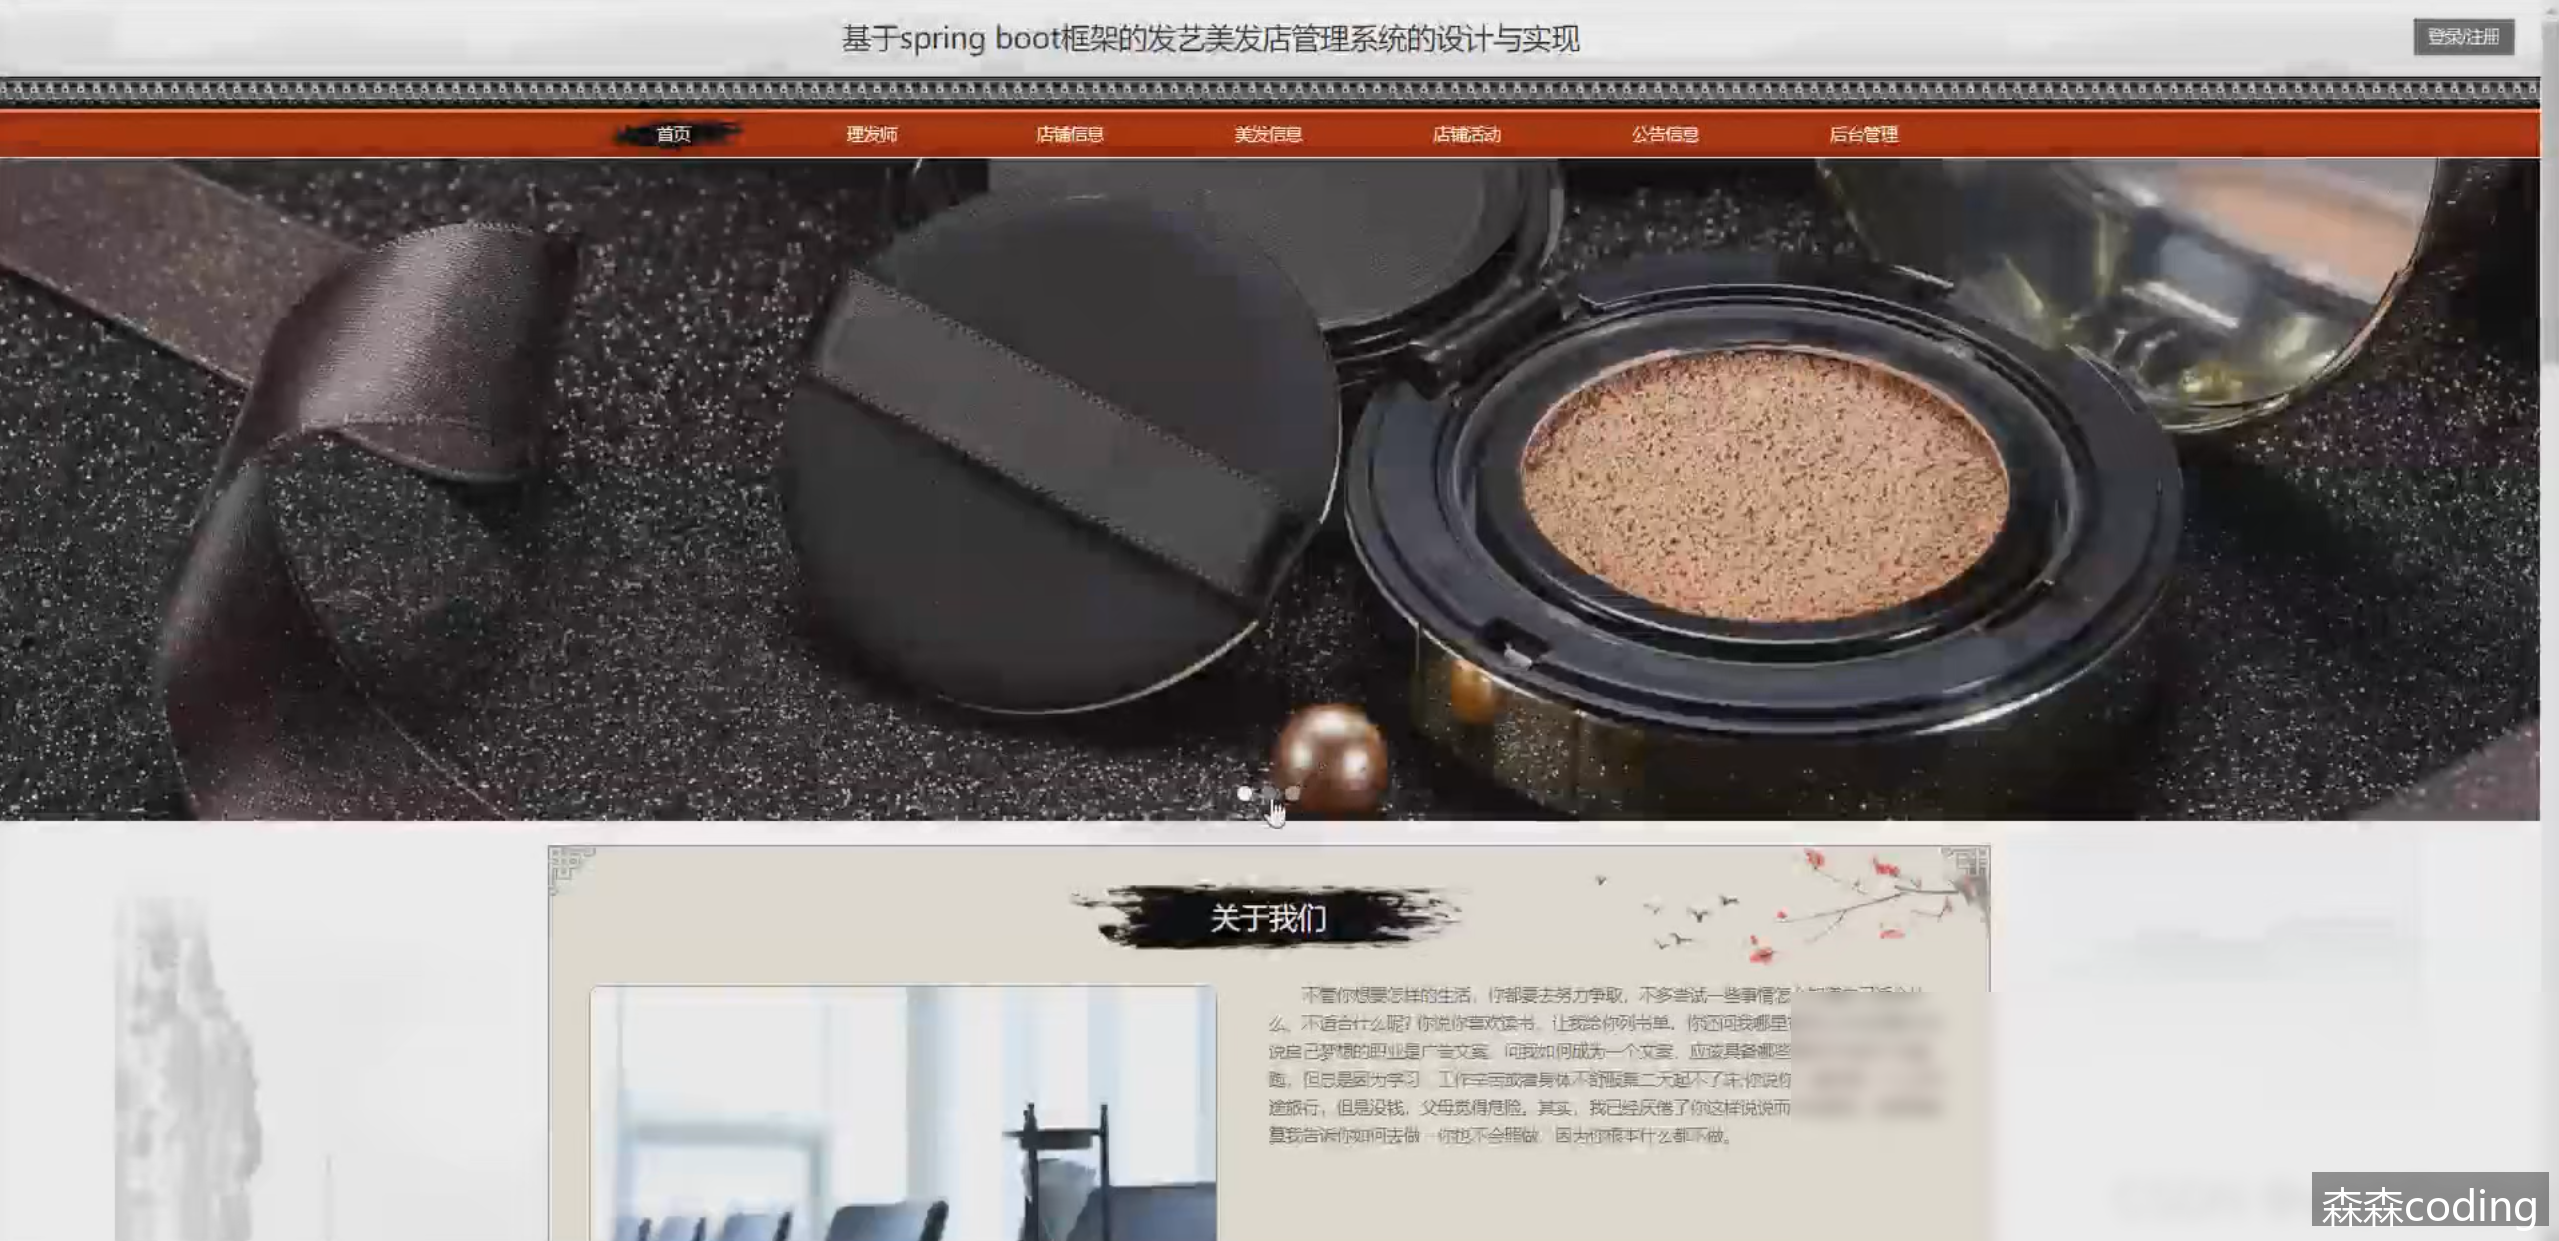 基于spring boot框架的发艺美发店管理系统的设计与实现
登录/注册
首页 理发师 店铺信息 美发信息 店铺活动 公告信息 后台管理
关于我们
不管你想要怎样的生活，你都要去努力争取，不多尝试一些事情怎
么、不适合什么呢? 你说你喜欢读书，让我给你列书单，你还问我哪里
说自己梦想的职业是广告文案，问我如何成为一个文案，应该具备哪些
跑，但总是因为学习、工作辛苦或者身体不舒服第二天起不了床;你说你
途旅行，但是没钱，父母觉得危险。其实，我已经厌倦了你这样说说而
算我告诉你如何去做，你也不会照做，因为你根本什么都不做。
森森coding